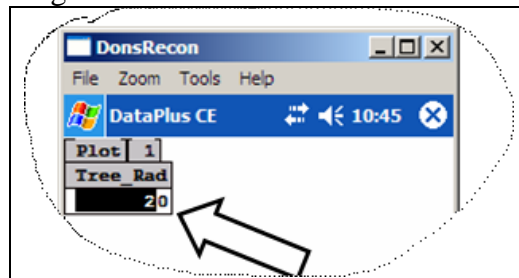 DonsRecon
File Zoom Tools Help
DataPlus CE 10:45
Plot 1
Tree_Rad
20